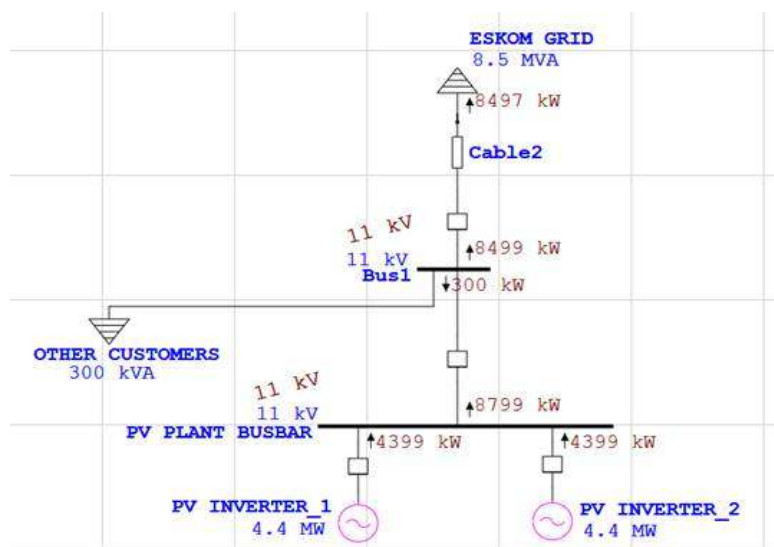 ESKOM GRID
8.5 MVA
8497 kW
Cable2
11 kV
8499 kW
11 kV
Bus1
300 kW
OTHER CUSTOMERS
300 kVA
11 kV
8799 kW
11 kV
PV PLANT BUSBAR
4399 kW
4399 kW
PV INVERTER_1
4.4 MW
PV INVERTER_2
4.4 MW